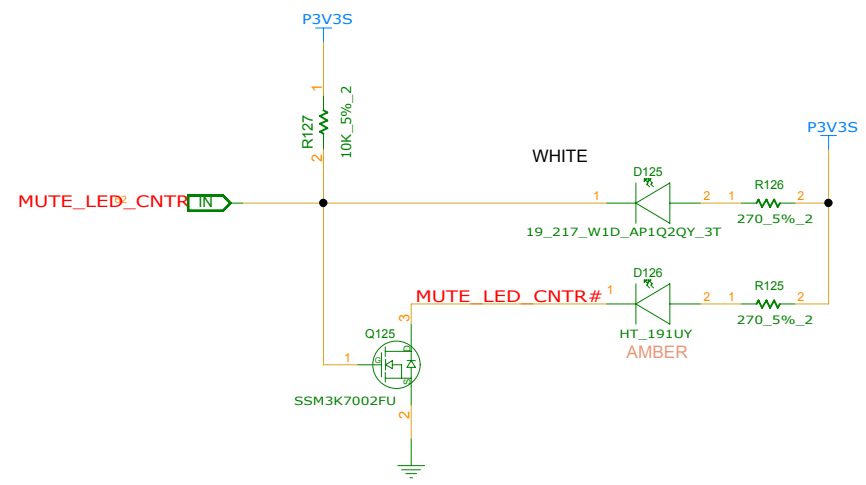 P3V3S
1
R127
10K_5%_2
2
P3V3S
WHITE
D125
R126
MUTE_LED_CNTR
IN
1
2
1
2
19_217_W1D_AP1Q2QY_3T
270_5%_2
D126
R125
MUTE_LED_CNTR#
1
2
1
2
3
HT_191UY
270_5%_2
Q125
AMBER
D
1
G
S
SSM3K7002FU
2